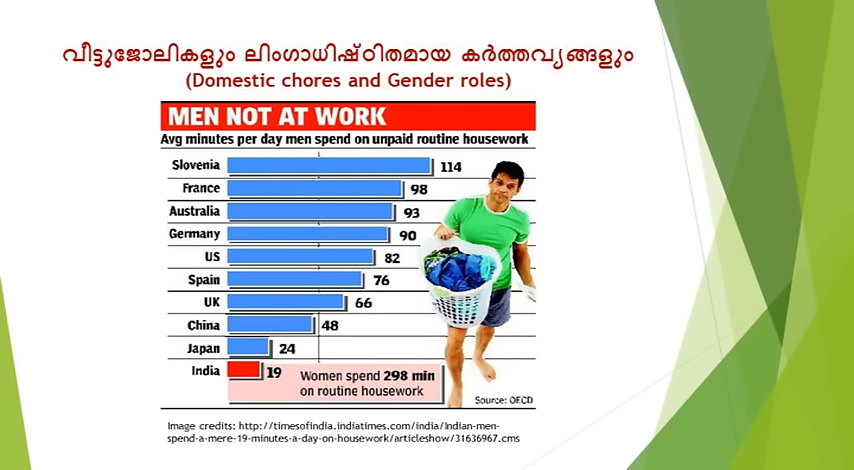 വീട്ടുജോലികളും ലിംഗാധിഷ്ഠിതമായ കർത്തവ്യങ്ങളും
(Domestic chores and Gender roles)
MEN NOT AT WORK
Avg minutes per day men spend on unpaid routine housework
Slovenia 114
France 98
Australia 93
Germany 90
US 82
Spain 76
UK 66
China 48
Japan 24
India 19
Women spend 298 min
on routine housework
Source: OECD
Image credits: http://timesofindia.indiatimes.com/india/Indian-men-
spend-a-mere-19-minutes-a-day-on-housework/articleshow/31636967.cms